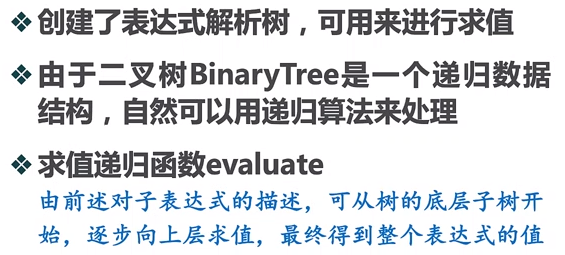 ❖ 创建了表达式解析树，可用来进行求值
❖ 由于二叉树BinaryTree是一个递归数据
结构，自然可以用递归算法来处理
❖ 求值递归函数evaluate
由前述对子表达式的描述，可从树的底层子树开
始，逐步向上层求值，最终得到整个表达式的值